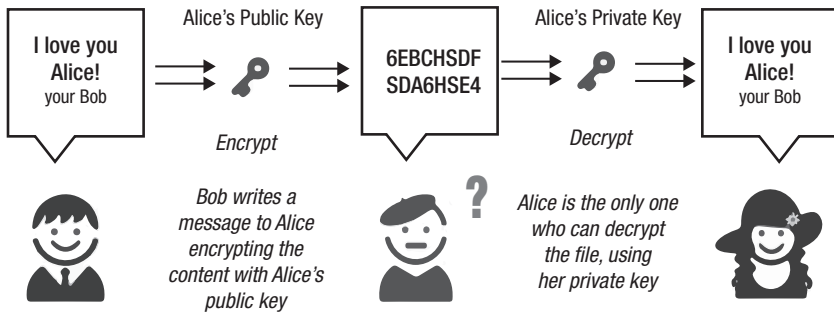 I love you
Alice!
your Bob
Alice's Public Key
Encrypt
6EBCHSDF
SDA6HSE4
Alice's Private Key
Decrypt
I love you
Alice!
your Bob
Bob writes a
message to Alice
encrypting the
content with Alice's
public key
?
Alice is the only one
who can decrypt
the file, using
her private key